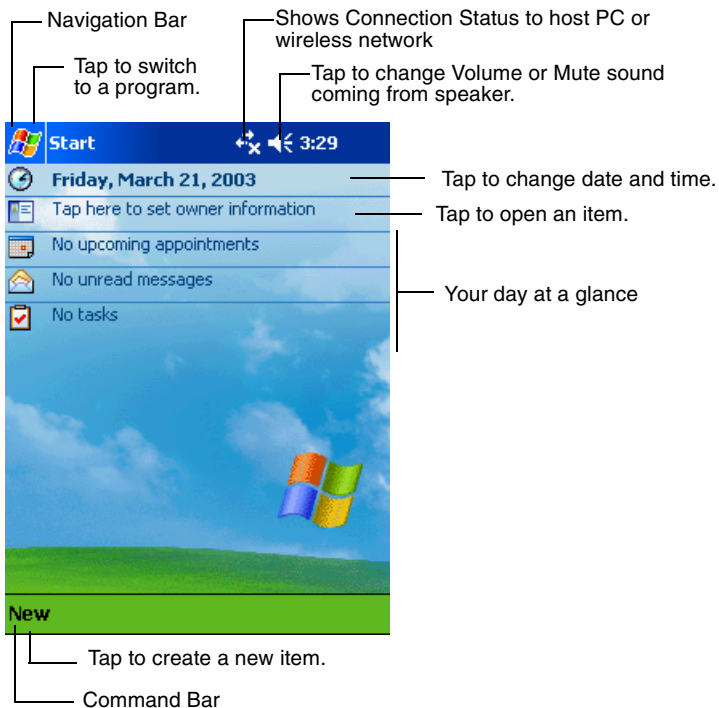 Navigation Bar
Shows Connection Status to host PC or
wireless network
Tap to switch
to a program.
Tap to change Volume or Mute sound
coming from speaker.
Start
3:29
Friday, March 21, 2003
Tap to change date and time.
Tap here to set owner information
Tap to open an item.
No upcoming appointments
No unread messages
Your day at a glance
No tasks
New
Tap to create a new item.
Command Bar